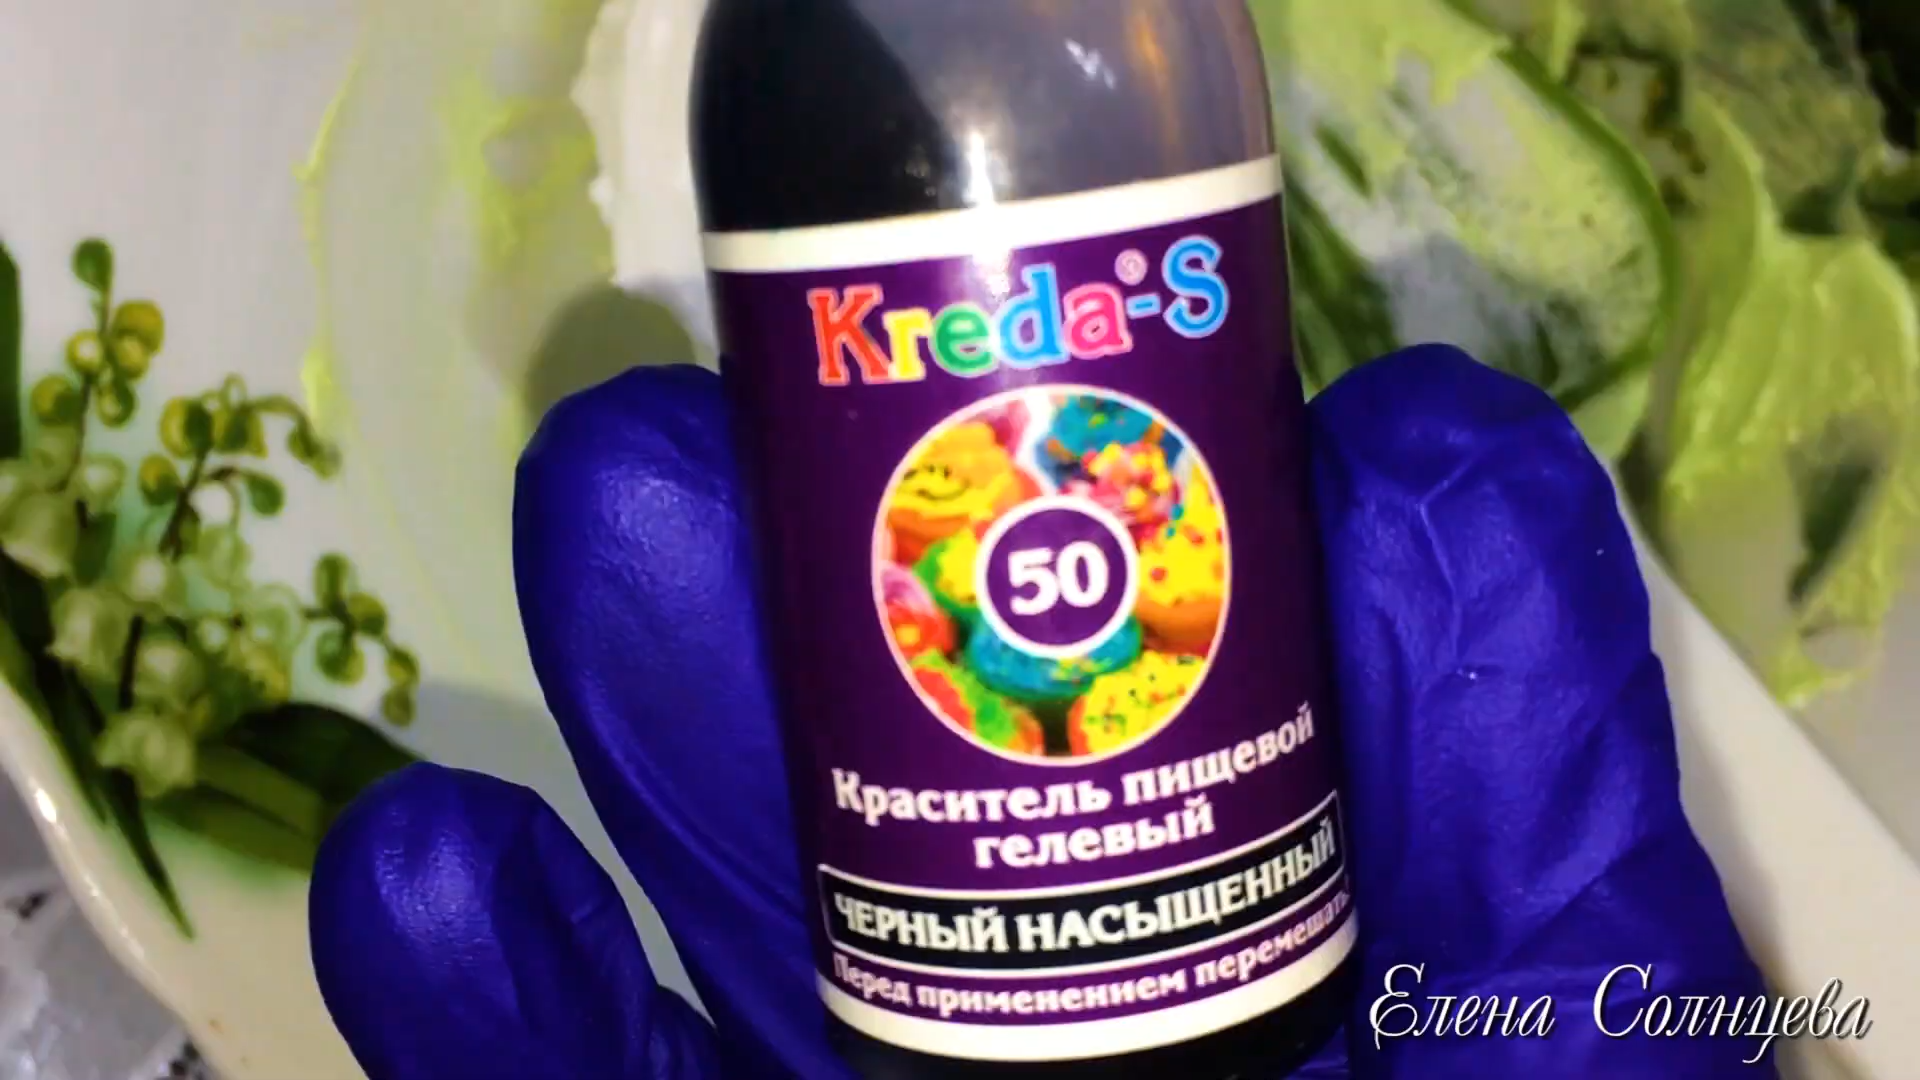 Kreda®-S
50
Краситель пищевой
гелевый
ЧЕРНЫЙ НАСЫЩЕННЫЙ
Перед применением перемешать!
Елена Солнцева